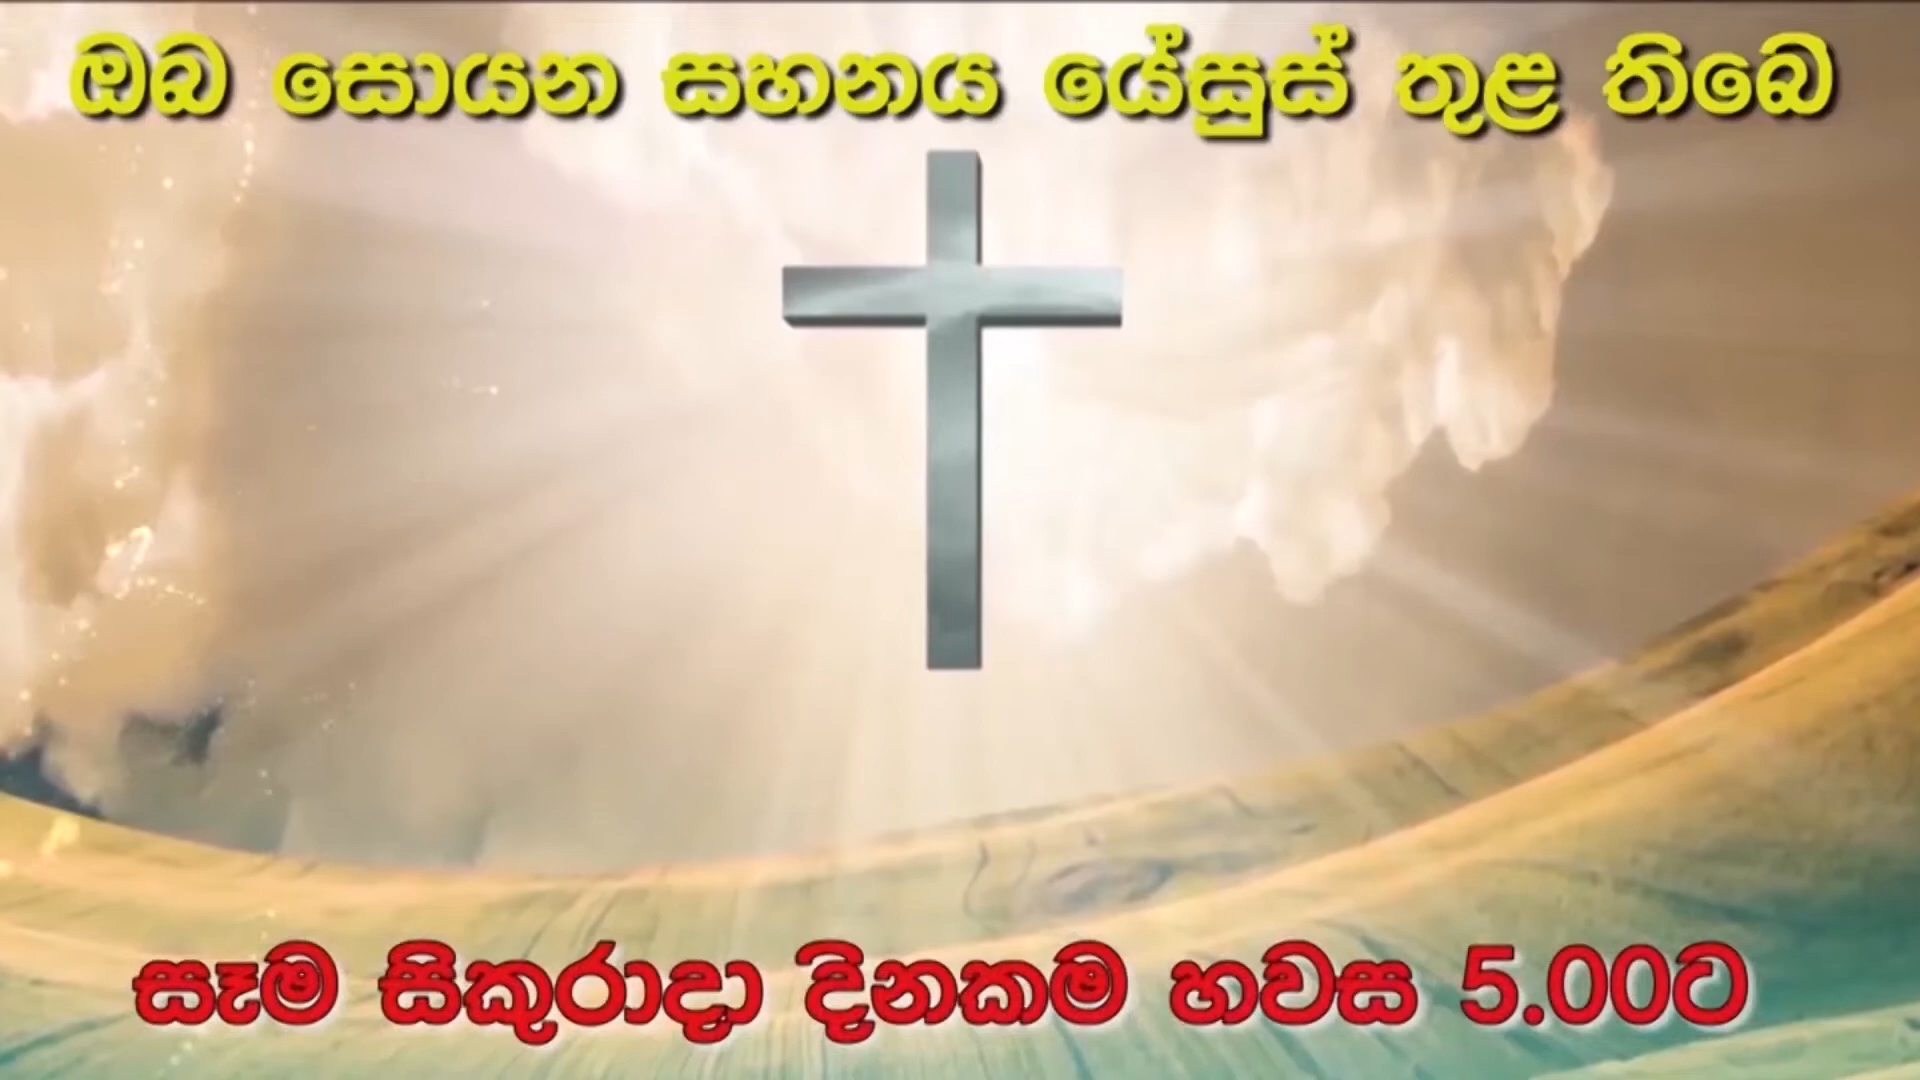 ඔබ සොයන සහනය යේසුස් තුළ තිබේ
සෑම සිකුරාදා දිනකම හවස 5.00ට